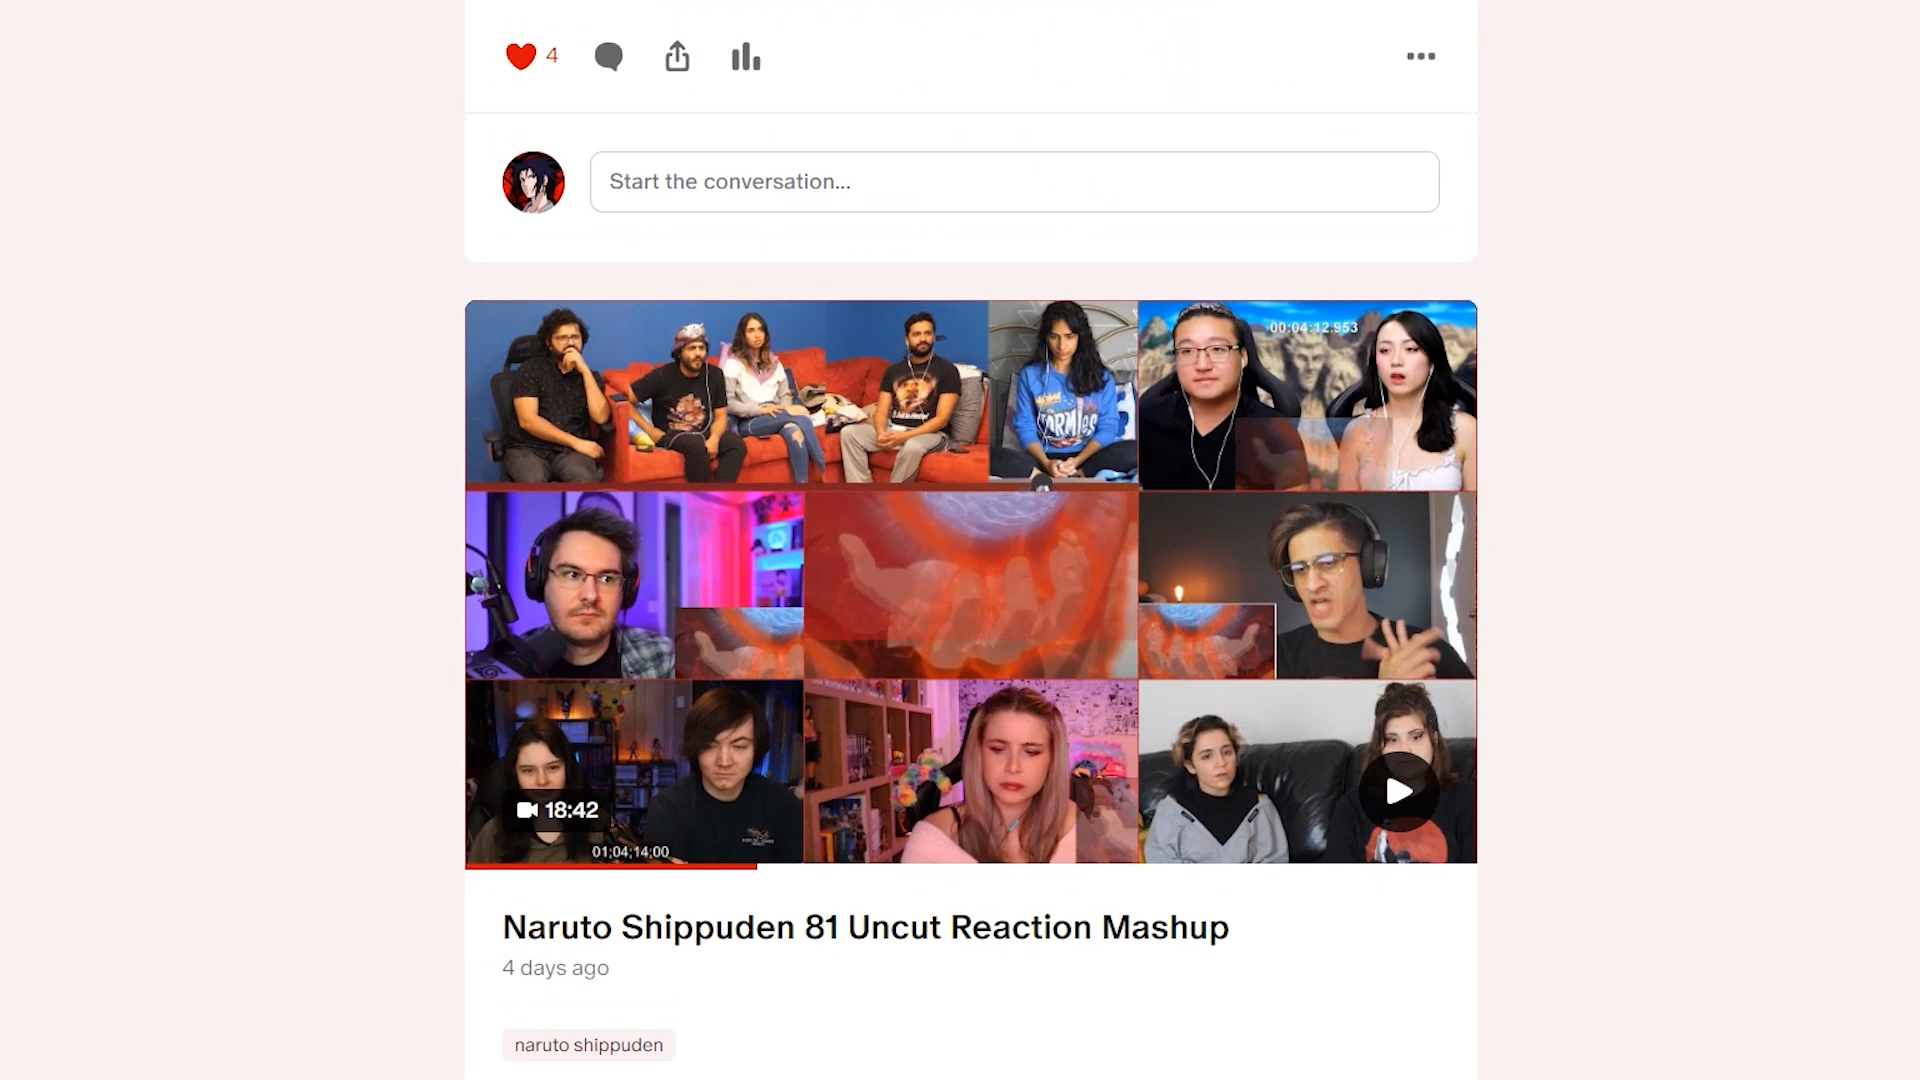 4
Start the conversation...
00:04:12.953
18:42
01;04;14;00
Naruto Shippuden 81 Uncut Reaction Mashup
4 days ago
naruto shippuden